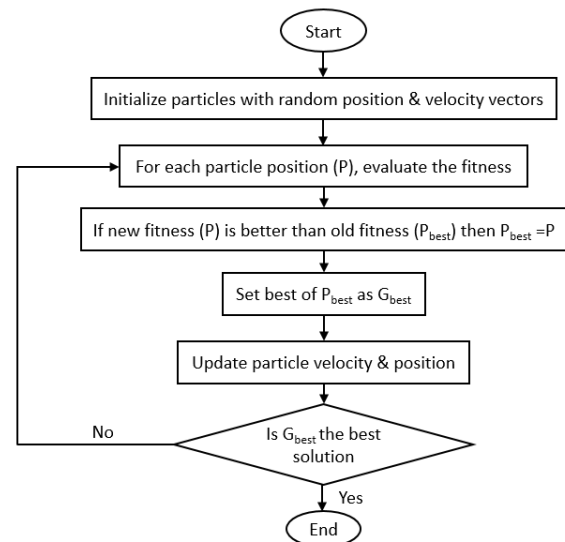 Start
Initialize particles with random position & velocity vectors
For each particle position (P), evaluate the fitness
If new fitness (P) is better than old fitness (Pbest) then Pbest =P
Set best of Pbest as Gbest
Update particle velocity & position
No
Is Gbest the best
solution
Yes
End